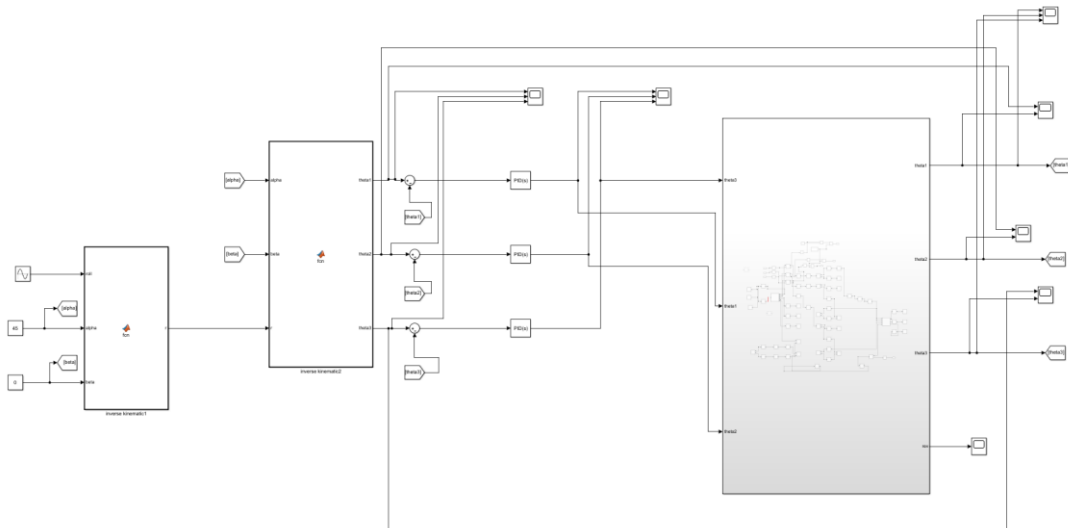 theta1
[theta1]
[alpha]
alpha
theta1
PID(s)
theta3
[theta1]
fcn
[beta]
beta
theta2
PID(s)
theta2
[theta2]
[theta2]
theta1
[alpha]
r
theta3
PID(s)
45
alpha
fcn
r
theta3
[theta3]
[beta]
inverse kinematic2
[theta3]
0
beta
inverse kinematic1
theta2